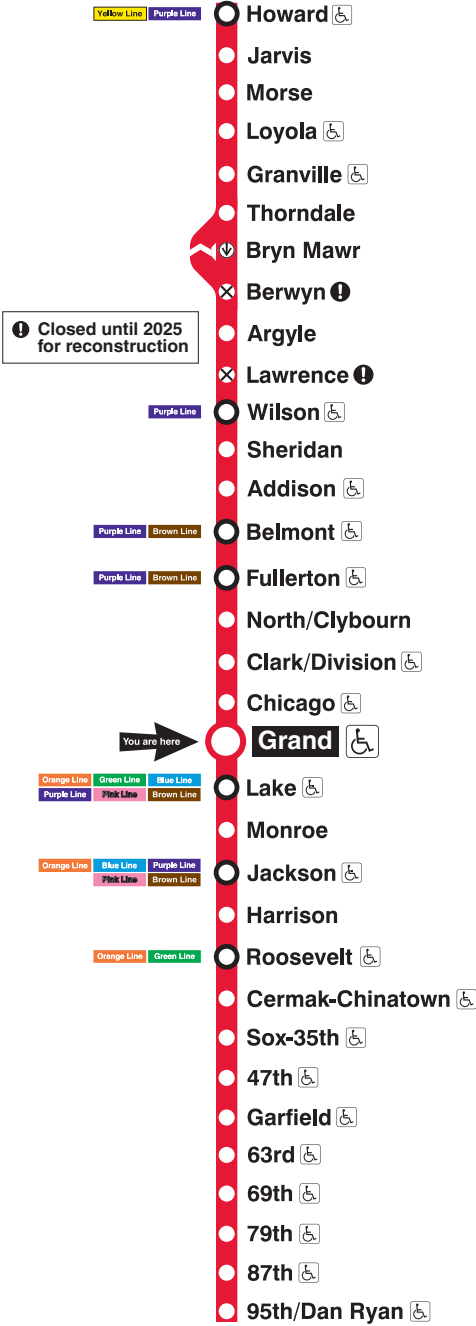 Yellow Line Purple Line Howard
Jarvis
Morse
Loyola
Granville
Thorndale
Bryn Mawr
Berwyn !
! Closed until 2025
for reconstruction
Argyle
Lawrence !
Purple Line Wilson
Sheridan
Addison
Purple Line Brown Line Belmont
Purple Line Brown Line Fullerton
North/Clybourn
Clark/Division
Chicago
You are here Grand
Orange Line Green Line Blue Line
Purple Line Pink Line Brown Line
Lake
Monroe
Orange Line Blue Line Purple Line
Pink Line Brown Line
Jackson
Harrison
Orange Line Green Line Roosevelt
Cermak-Chinatown
Sox-35th
47th
Garfield
63rd
69th
79th
87th
95th/Dan Ryan